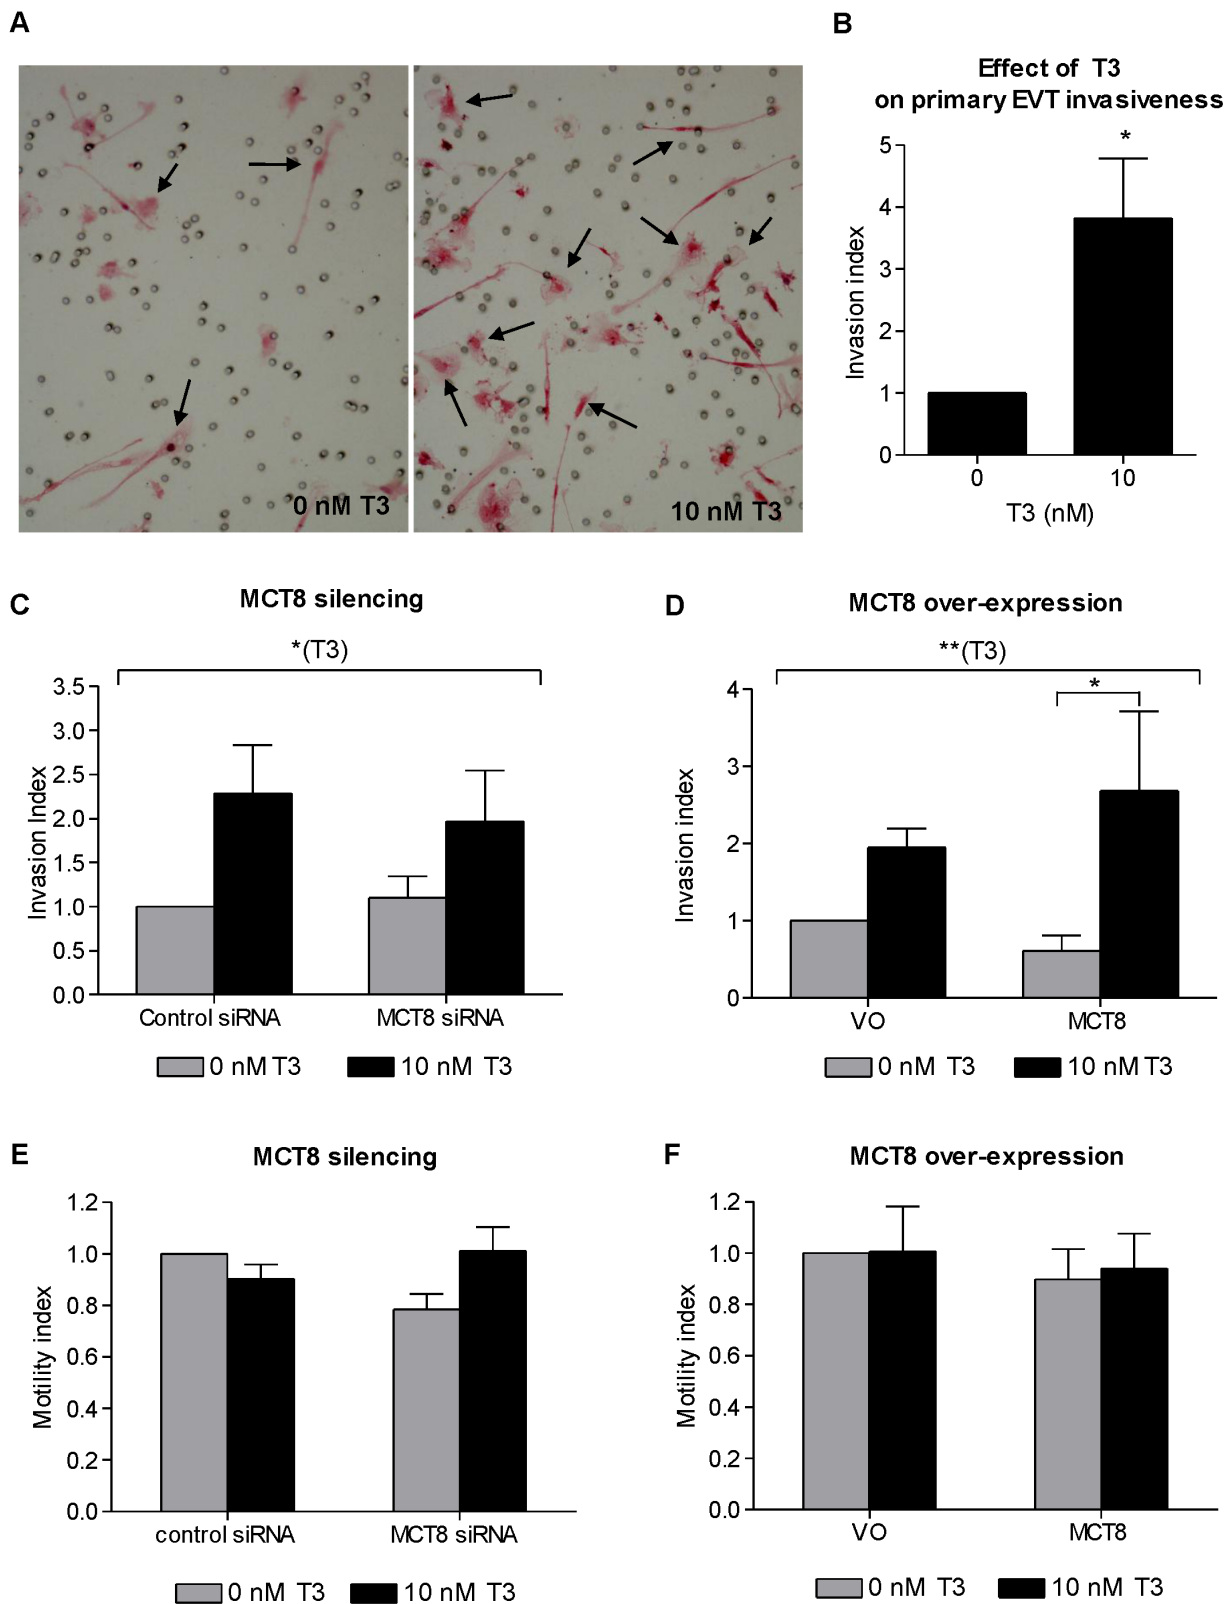 A
0 nM T3
10 nM T3
B
Effect of T3
on primary EVT invasiveness
*
5
4
3
2
1
0
Invasion index
0 10
T3 (nM)
C
MCT8 silencing
*(T3)
3.5
3.0
2.5
2.0
1.5
1.0
0.5
0.0
Invasion Index
Control siRNA MCT8 siRNA
0 nM T3 10 nM T3
D
MCT8 over-expression
**(T3)
*
4
3
2
1
0
Invasion index
VO MCT8
0 nM T3 10 nM T3
E
MCT8 silencing
1.2
1.0
0.8
0.6
0.4
0.2
0.0
Motility index
control siRNA MCT8 siRNA
0 nM T3 10 nM T3
F
MCT8 over-expression
1.2
1.0
0.8
0.6
0.4
0.2
0.0
Motility index
VO MCT8
0 nM T3 10 nM T3